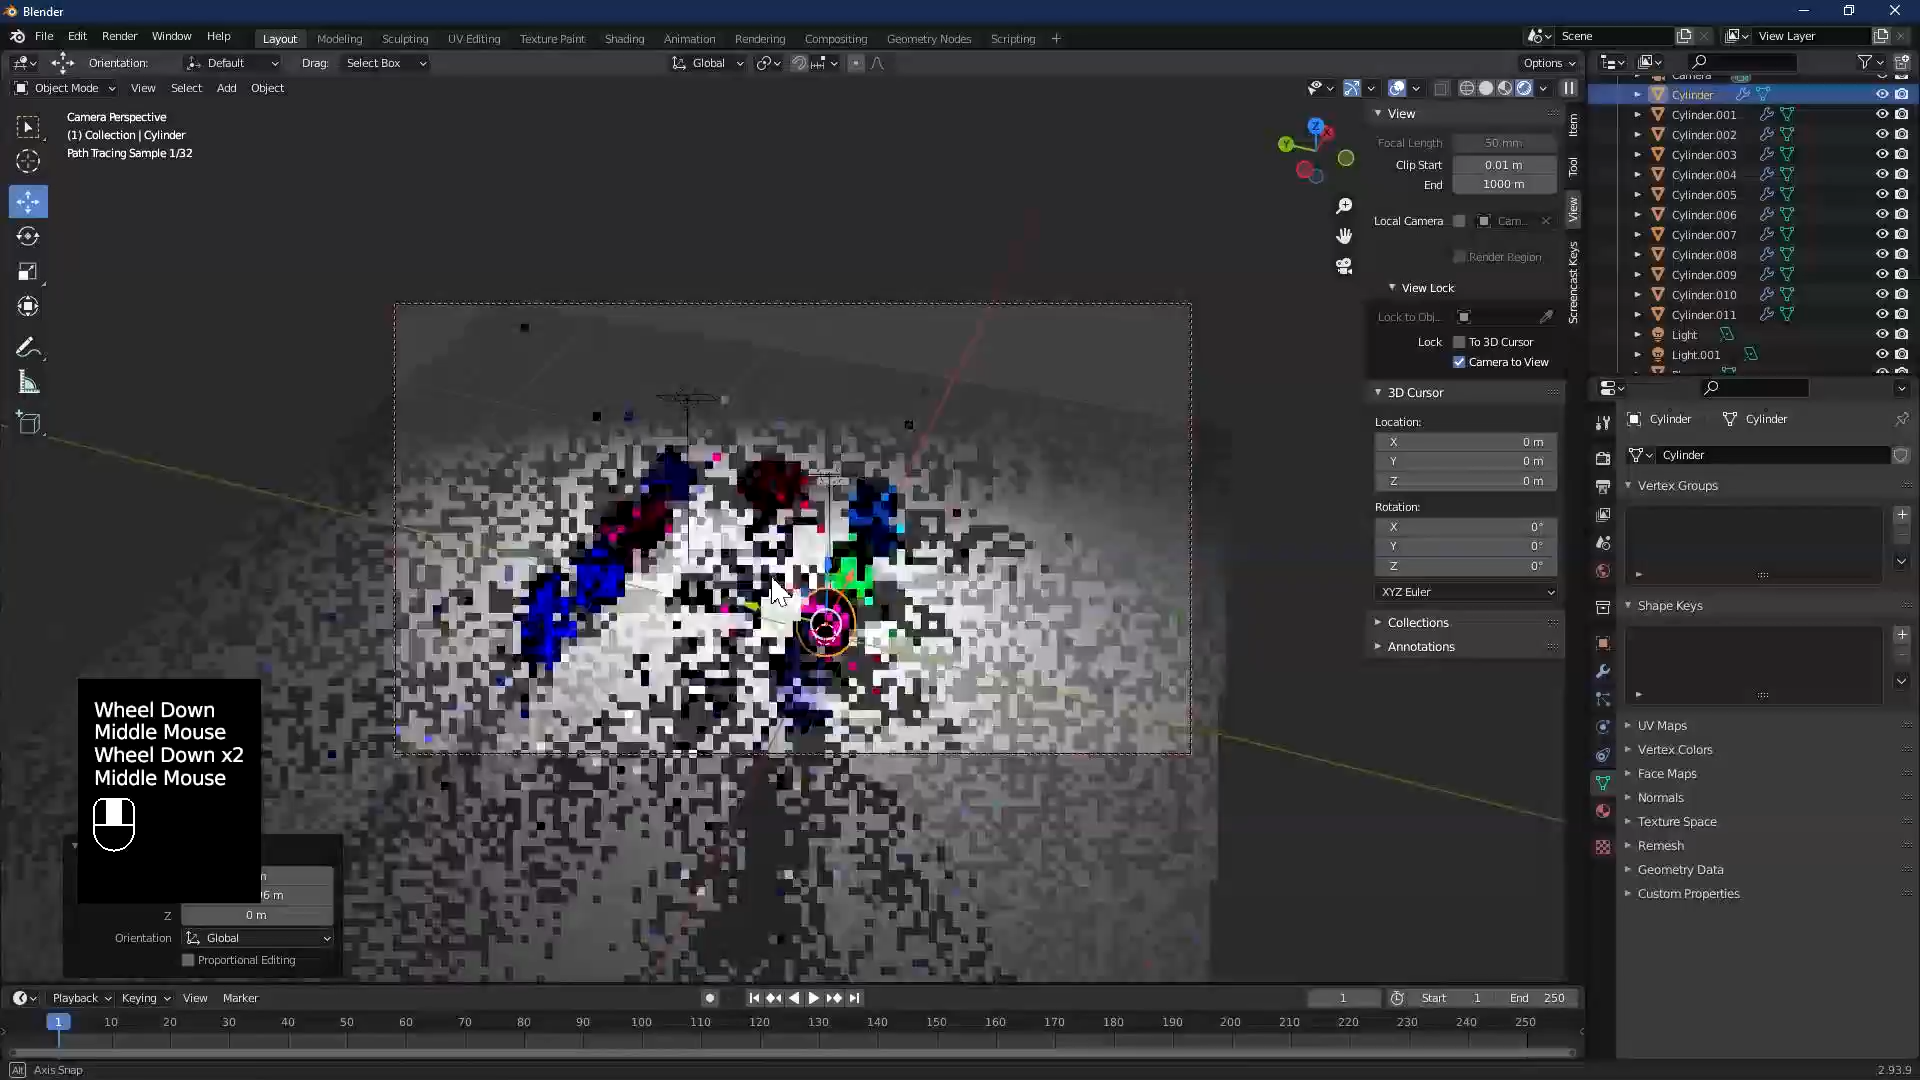 Blender
File Edit Render Window Help
Layout Modeling Sculpting UV Editing Texture Paint Shading Animation Rendering Compositing Geometry Nodes Scripting
Scene
View Layer
Orientation: Default Drag: Select Box
Global
Options
Object Mode View Select Add Object
Camera Perspective
(1) Collection | Cylinder
Path Tracing Sample 1/32
View
Focal Length 50 mm
Clip Start 0.01 m
End 1000 m
Local Camera Cam...
Render Region
View Lock
Lock to Obj...
Lock To 3D Cursor
Camera to View
3D Cursor
Location:
X 0 m
Y 0 m
Z 0 m
Rotation:
X 0°
Y 0°
Z 0°
XYZ Euler
Collections
Annotations
Item
Tool
View
Screencast Keys
Z
X
Y
Camera
Cylinder
Cylinder.001
Cylinder.002
Cylinder.003
Cylinder.004
Cylinder.005
Cylinder.006
Cylinder.007
Cylinder.008
Cylinder.009
Cylinder.010
Cylinder.011
Light
Light.001
Cylinder Cylinder
Cylinder
Vertex Groups
Shape Keys
UV Maps
Vertex Colors
Face Maps
Normals
Texture Space
Remesh
Geometry Data
Custom Properties
Wheel Down
Middle Mouse
Wheel Down x2
Middle Mouse
m
6 m
Z 0 m
Orientation Global
Proportional Editing
Playback Keying View Marker
1 Start 1 End 250
1 10 20 30 40 50 60 70 80 90 100 110 120 130 140 150 160 170 180 190 200 210 220 230 240 250
Alt Axis Snap
2.93.9